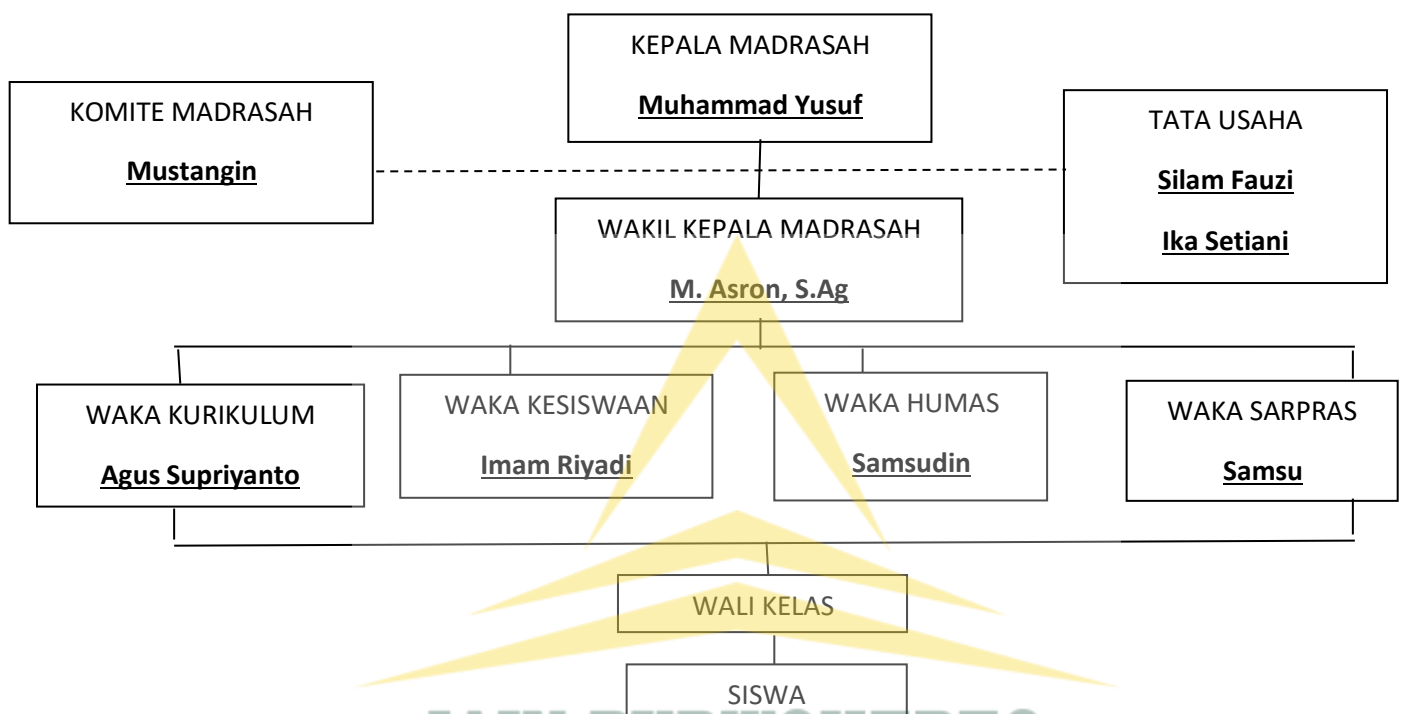 KEPALA MADRASAH
Muhammad Yusuf
KOMITE MADRASAH
Mustangin
TATA USAHA
Silam Fauzi
Ika Setiani
WAKIL KEPALA MADRASAH
M. Asron, S.Ag
WAKA KURIKULUM
Agus Supriyanto
WAKA KESISWAAN
Imam Riyadi
WAKA HUMAS
Samsudin
WAKA SARPRAS
Samsu
WALI KELAS
SISWA